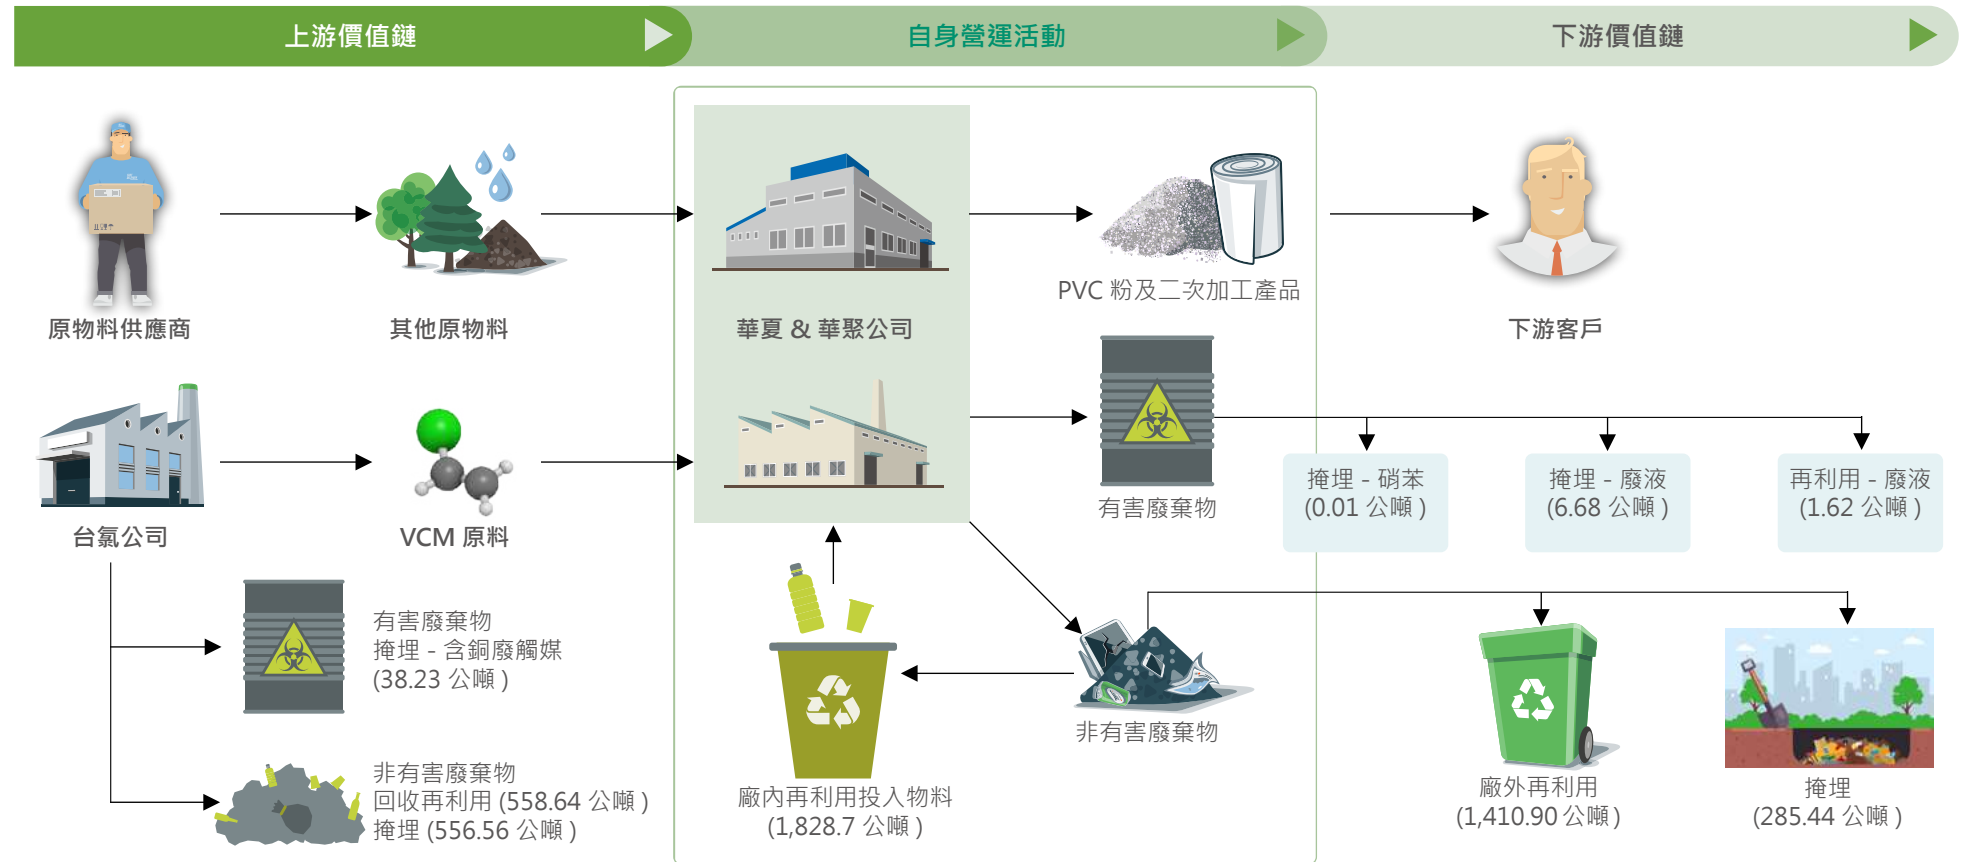 上游價值鏈
自身營運活動
下游價值鏈
原物料供應商
其他原物料
華夏 & 華聚公司
PVC 粉及二次加工產品
下游客戶
台氯公司
VCM 原料
有害廢棄物
掩埋 - 硝苯
(0.01 公噸 )
掩埋 - 廢液
(6.68 公噸 )
再利用 - 廢液
(1.62 公噸 )
有害廢棄物
掩埋 - 含銅廢觸媒
(38.23 公噸 )
非有害廢棄物
回收再利用 (558.64 公噸 )
掩埋 (556.56 公噸 )
廠內再利用投入物料
(1,828.7 公噸 )
非有害廢棄物
廠外再利用
(1,410.90 公噸 )
掩埋
(285.44 公噸 )